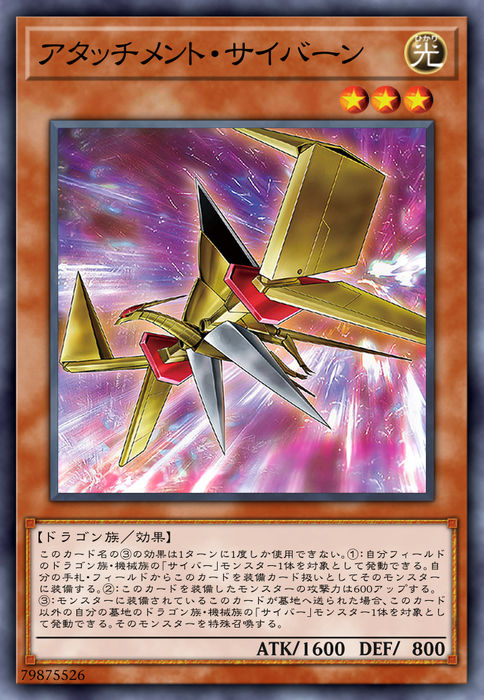 アタッチメント・サイバーン
ひかり
光
【ドラゴン族／効果】
このカード名の③の効果は1ターンに1度しか使用できない。①：自分フィールド
のドラゴン族・機械族の「サイバー」モンスター1体を対象として発動できる。自
分の手札・フィールドからこのカードを装備カード扱いとしてそのモンスター
に装備する。②：このカードを装備したモンスターの攻撃力は600アップする。
③：モンスターに装備されているこのカードが墓地へ送られた場合、このカード
以外の自分の墓地のドラゴン族・機械族の「サイバー」モンスター1体を対象とし
て発動できる。そのモンスターを特殊召喚する。
ATK/1600 DEF/ 800
79875526